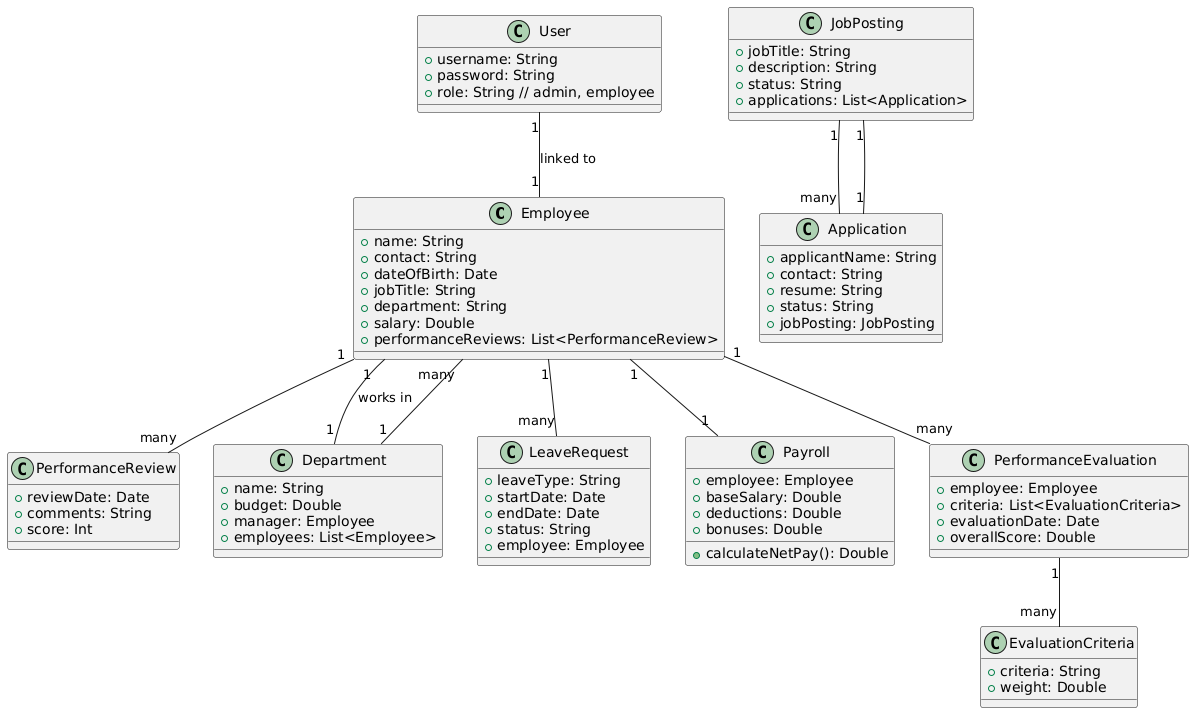 C User
username: String
password: String
role: String // admin, employee
C JobPosting
jobTitle: String
description: String
status: String
applications: List<Application>
1
linked to
1
1
1
many
1
C Employee
name: String
contact: String
dateOfBirth: Date
jobTitle: String
department: String
salary: Double
performanceReviews: List<PerformanceReview>
C Application
applicantName: String
contact: String
resume: String
status: String
jobPosting: JobPosting
1
many
1
works in
1
many
1
1
many
1
1
1
many
C PerformanceReview
reviewDate: Date
comments: String
score: Int
C Department
name: String
budget: Double
manager: Employee
employees: List<Employee>
C LeaveRequest
leaveType: String
startDate: Date
endDate: Date
status: String
employee: Employee
C Payroll
employee: Employee
baseSalary: Double
deductions: Double
bonuses: Double
calculateNetPay(): Double
C PerformanceEvaluation
employee: Employee
criteria: List<EvaluationCriteria>
evaluationDate: Date
overallScore: Double
1
many
C EvaluationCriteria
criteria: String
weight: Double